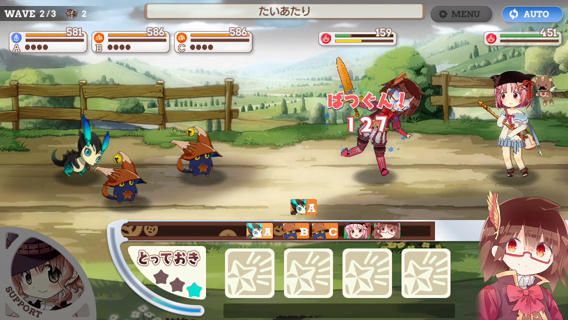 WAVE 2/3 2
たいあたり
MENU
AUTO
A 581
B 586
C 586
159
451
ばつぐん!
127
A
A B C
とっておき
SUPPORT